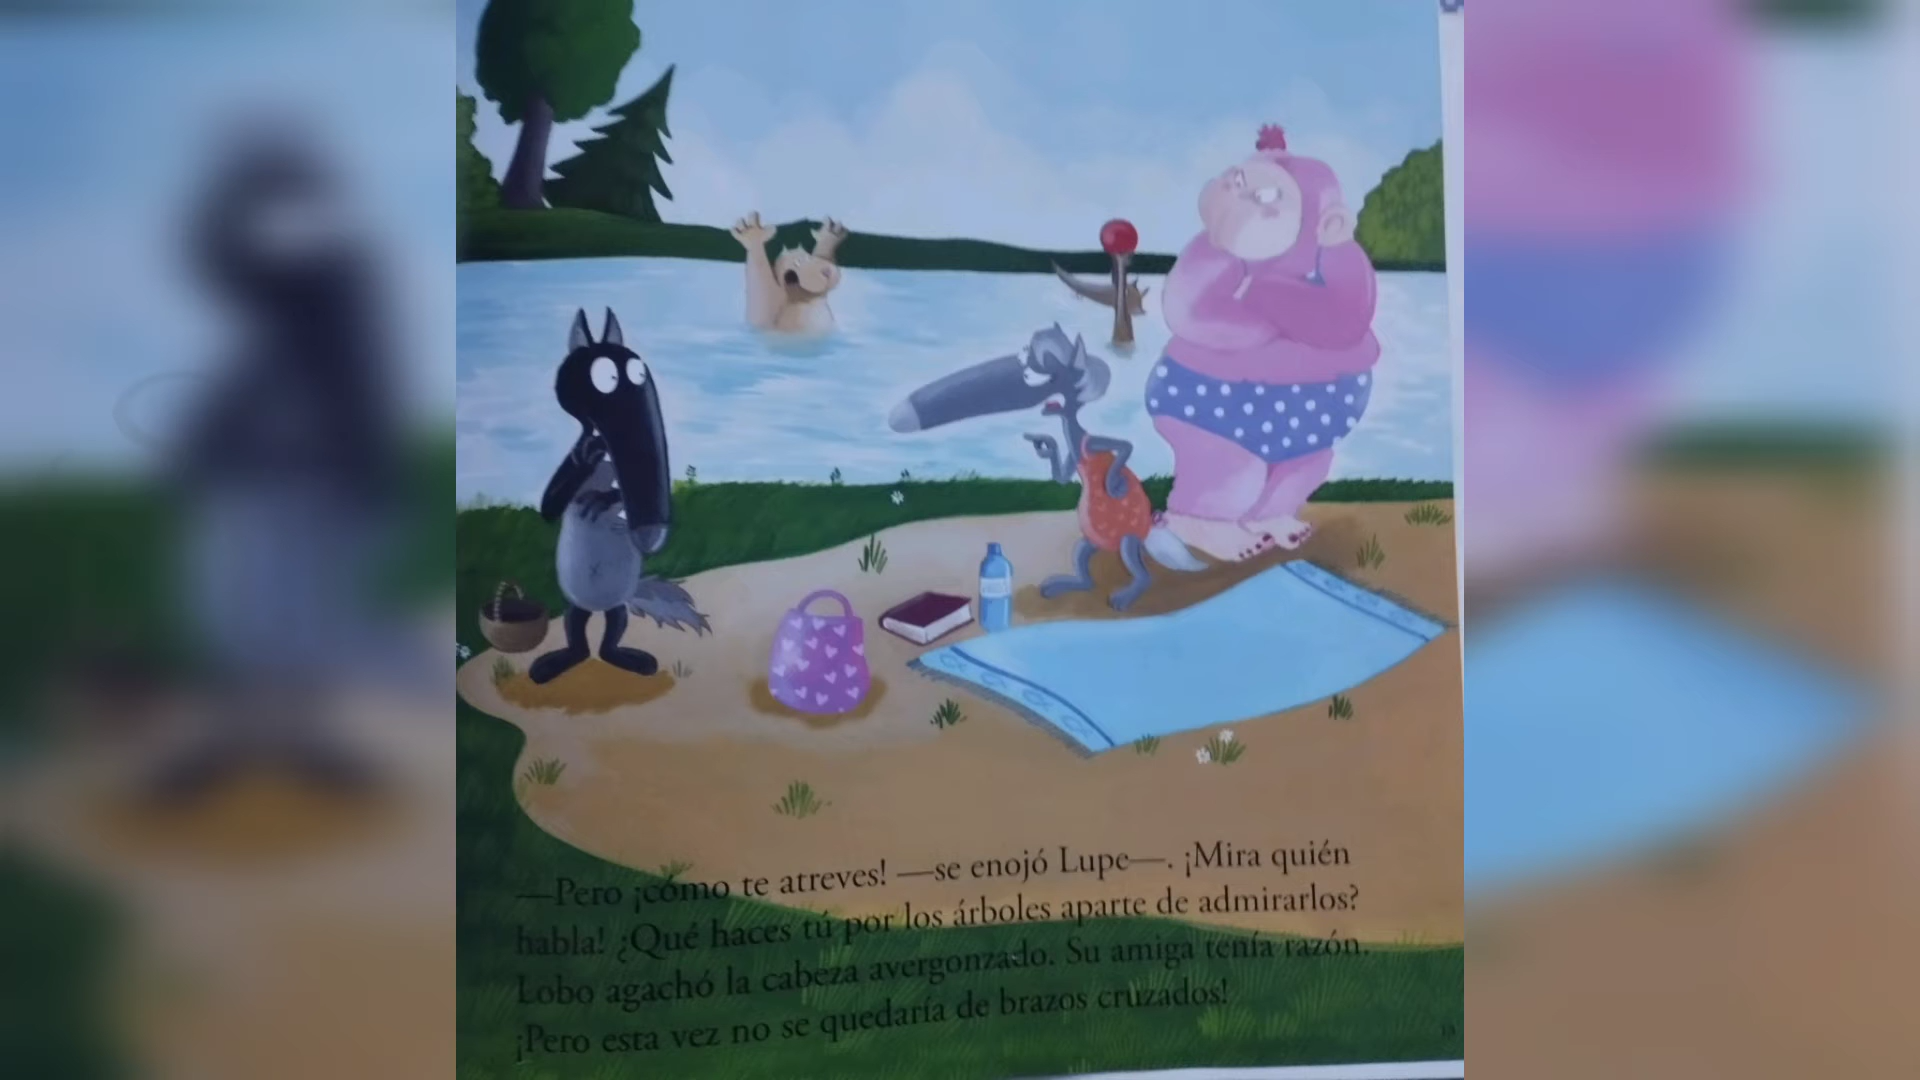 —Pero ¡cómo te atreves! —se enojó Lupe—. ¡Mira quién
habla! ¿Qué haces tú por los árboles aparte de admirarlos?
Lobo agachó la cabeza avergonzado. Su amiga tenía razón.
¡Pero esta vez no se quedaría de brazos cruzados!